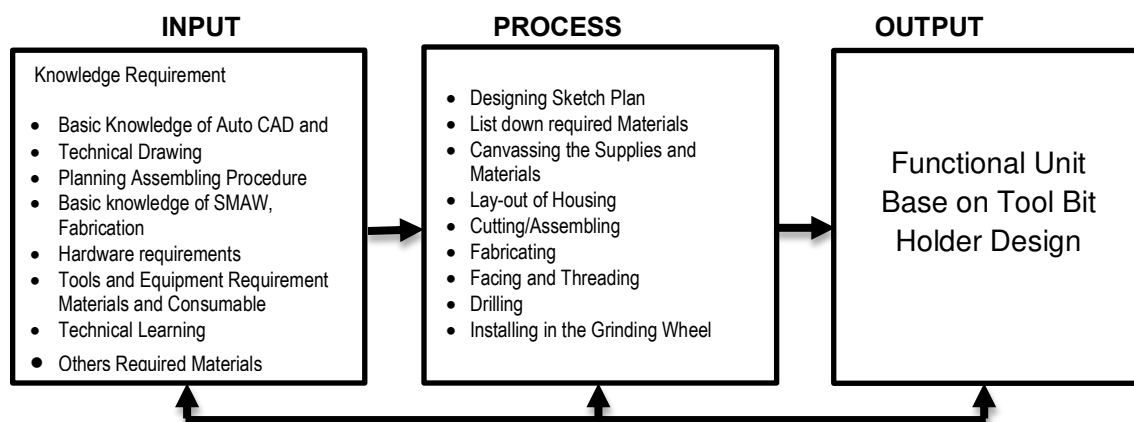 INPUT
Knowledge Requirement
• Basic Knowledge of Auto CAD and
• Technical Drawing
• Planning Assembling Procedure
• Basic knowledge of SMAW,
Fabrication
• Hardware requirements
• Tools and Equipment Requirement
Materials and Consumable
• Technical Learning
• Others Required Materials
PROCESS
• Designing Sketch Plan
• List down required Materials
• Canvassing the Supplies and
Materials
• Lay-out of Housing
• Cutting/Assembling
• Fabricating
• Facing and Threading
• Drilling
• Installing in the Grinding Wheel
OUTPUT
Functional Unit
Base on Tool Bit
Holder Design